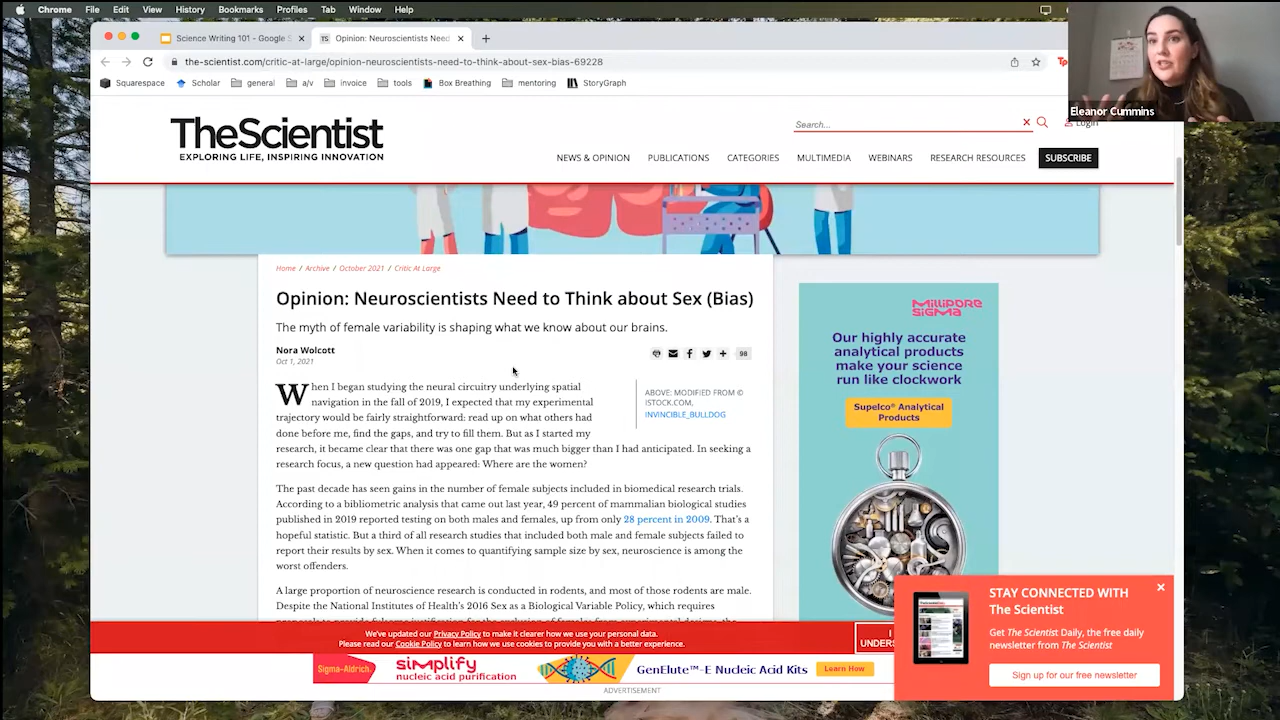 Chrome File Edit View History Bookmarks Profiles Tab Window Help
Science Writing 101 - Google S
TS Opinion: Neuroscientists Need
the-scientist.com/critic-at-large/opinion-neuroscientists-need-to-think-about-sex-bias-69228
Squarespace Scholar general a/v invoice tools Box Breathing mentoring StoryGraph
Eleanor Cummins
TheScientist
EXPLORING LIFE, INSPIRING INNOVATION
Search...
Login
NEWS & OPINION PUBLICATIONS CATEGORIES MULTIMEDIA WEBINARS RESEARCH RESOURCES SUBSCRIBE
Home / Archive / October 2021 / Critic At Large
Opinion: Neuroscientists Need to Think about Sex (Bias)
The myth of female variability is shaping what we know about our brains.
Nora Wolcott
Oct 1, 2021
98
When I began studying the neural circuitry underlying spatial
navigation in the fall of 2019, I expected that my experimental
trajectory would be fairly straightforward: read up on what others had
done before me, find the gaps, and try to fill them. But as I started my
research, it became clear that there was one gap that was much bigger than I had anticipated. In seeking a
research focus, a new question had appeared: Where are the women?
ABOVE: MODIFIED FROM ©
ISTOCK.COM,
INVINCIBLE_BULLDOG
The past decade has seen gains in the number of female subjects included in biomedical research trials.
According to a bibliometric analysis that came out last year, 49 percent of mammalian biological studies
published in 2019 reported testing on both males and females, up from only 28 percent in 2009. That's a
hopeful statistic. But a third of all research studies that included both male and female subjects failed to
report their results by sex. When it comes to quantifying sample size by sex, neuroscience is among the
worst offenders.
A large proportion of neuroscience research is conducted in rodents, and most of those rodents are male.
Despite the National Institutes of Health's 2016 Sex as a Biological Variable Policy, which requires
MILLIPORE
SIGMA
Our highly accurate
analytical products
make your science
run like clockwork
Supelco® Analytical
Products
STAY CONNECTED WITH
The Scientist
Get The Scientist Daily, the free daily
newsletter from The Scientist
Sign up for our free newsletter
We've updated our Privacy Policy to make it clearer how we use your personal data.
Please read our Cookie Policy to learn how we use cookies to provide you with a better experience.
I
UNDERS
Sigma-Aldrich
simplify
nucleic acid purification
GenElute™-E Nucleic Acid Kits
Learn How
ADVERTISEMENT